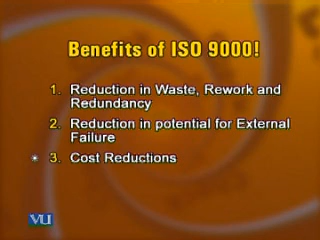 Benefits of ISO 9000!
1. Reduction in Waste, Rework and
Redundancy
2. Reduction in potential for External
Failure
3. Cost Reductions
VU